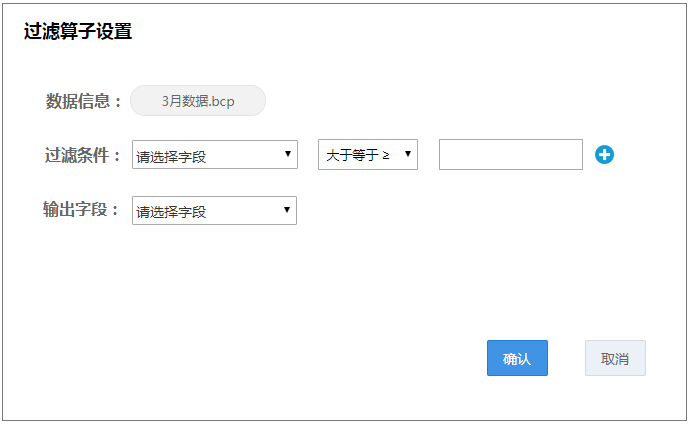 过滤算子设置
数据信息： 3月数据.bcp
过滤条件： 请选择字段 大于等于 ≥
输出字段： 请选择字段
确认 取消